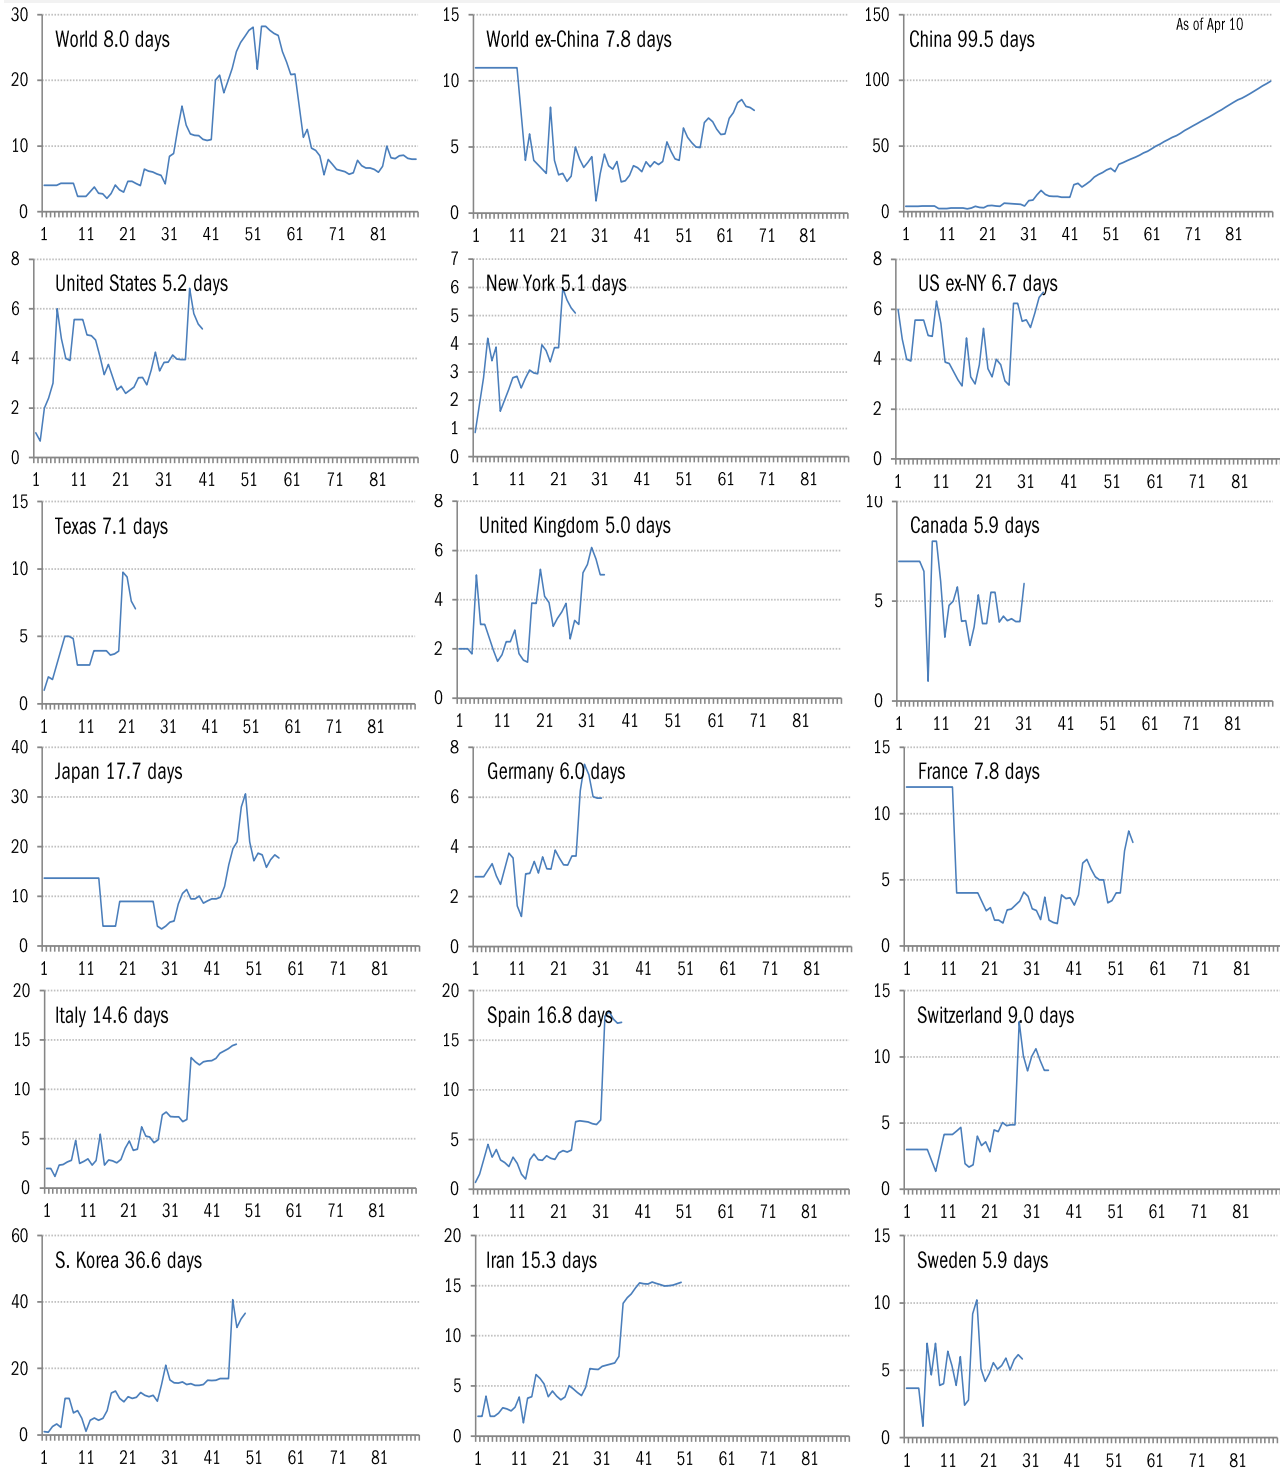 World 8.0 days
30
20
10
0
1 11 21 31 41 51 61 71 81
World ex-China 7.8 days
15
10
5
0
1 11 21 31 41 51 61 71 81
As of Apr 10
China 99.5 days
150
100
50
0
1 11 21 31 41 51 61 71 81
United States 5.2 days
8
6
4
2
0
1 11 21 31 41 51 61 71 81
New York 5.1 days
7
6
5
4
3
2
1
0
1 11 21 31 41 51 61 71 81
US ex-NY 6.7 days
8
6
4
2
0
1 11 21 31 41 51 61 71 81
Texas 7.1 days
15
10
5
0
1 11 21 31 41 51 61 71 81
United Kingdom 5.0 days
8
6
4
2
0
1 11 21 31 41 51 61 71 81
Canada 5.9 days
10
5
0
1 11 21 31 41 51 61 71 81
Japan 17.7 days
40
30
20
10
0
1 11 21 31 41 51 61 71 81
Germany 6.0 days
8
6
4
2
0
1 11 21 31 41 51 61 71 81
France 7.8 days
15
10
5
0
1 11 21 31 41 51 61 71 81
Italy 14.6 days
20
15
10
5
0
1 11 21 31 41 51 61 71 81
Spain 16.8 days
20
15
10
5
0
1 11 21 31 41 51 61 71 81
Switzerland 9.0 days
15
10
5
0
1 11 21 31 41 51 61 71 81
S. Korea 36.6 days
60
40
20
0
1 11 21 31 41 51 61 71 81
Iran 15.3 days
20
15
10
5
0
1 11 21 31 41 51 61 71 81
Sweden 5.9 days
15
10
5
0
1 11 21 31 41 51 61 71 81